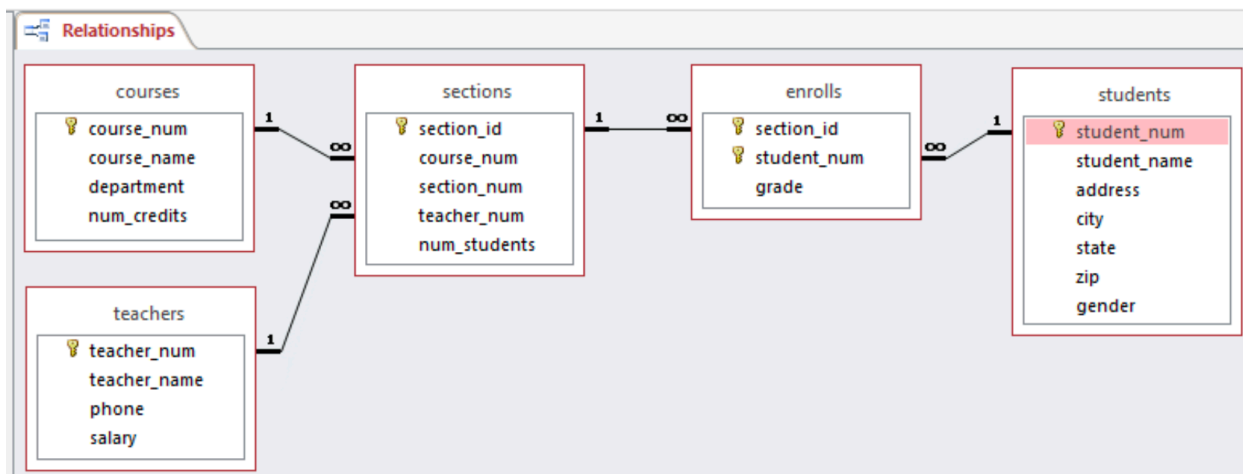 Relationships
courses
course_num
course_name
department
num_credits
1
∞
sections
section_id
course_num
section_num
teacher_num
num_students
∞
1
∞
enrolls
section_id
student_num
grade
∞
1
students
student_num
student_name
address
city
state
zip
gender
teachers
teacher_num
teacher_name
phone
salary
1